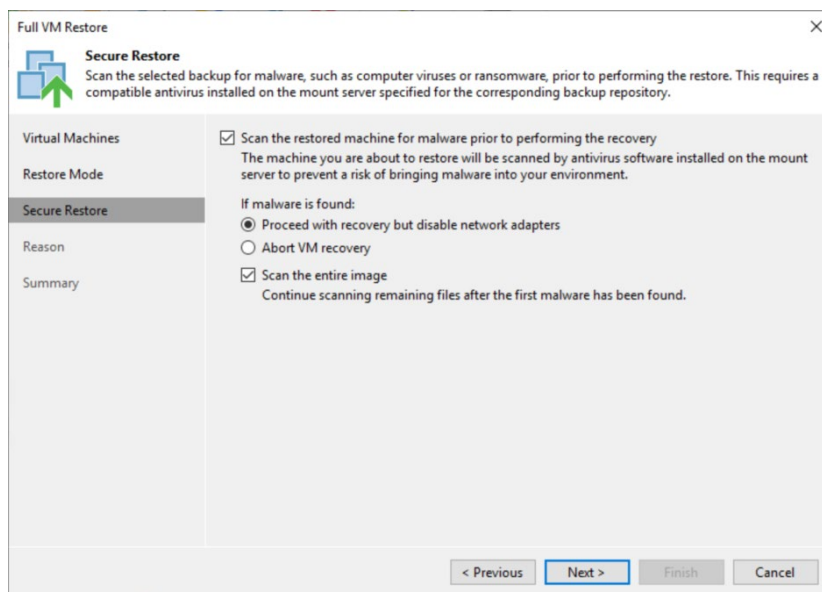 Full VM Restore
Secure Restore
Scan the selected backup for malware, such as computer viruses or ransomware, prior to performing the restore. This requires a
compatible antivirus installed on the mount server specified for the corresponding backup repository.
Virtual Machines
Restore Mode
Secure Restore
Reason
Summary
Scan the restored machine for malware prior to performing the recovery
The machine you are about to restore will be scanned by antivirus software installed on the mount
server to prevent a risk of bringing malware into your environment.
If malware is found:
Proceed with recovery but disable network adapters
Abort VM recovery
Scan the entire image
Continue scanning remaining files after the first malware has been found.
< Previous
Next >
Finish
Cancel